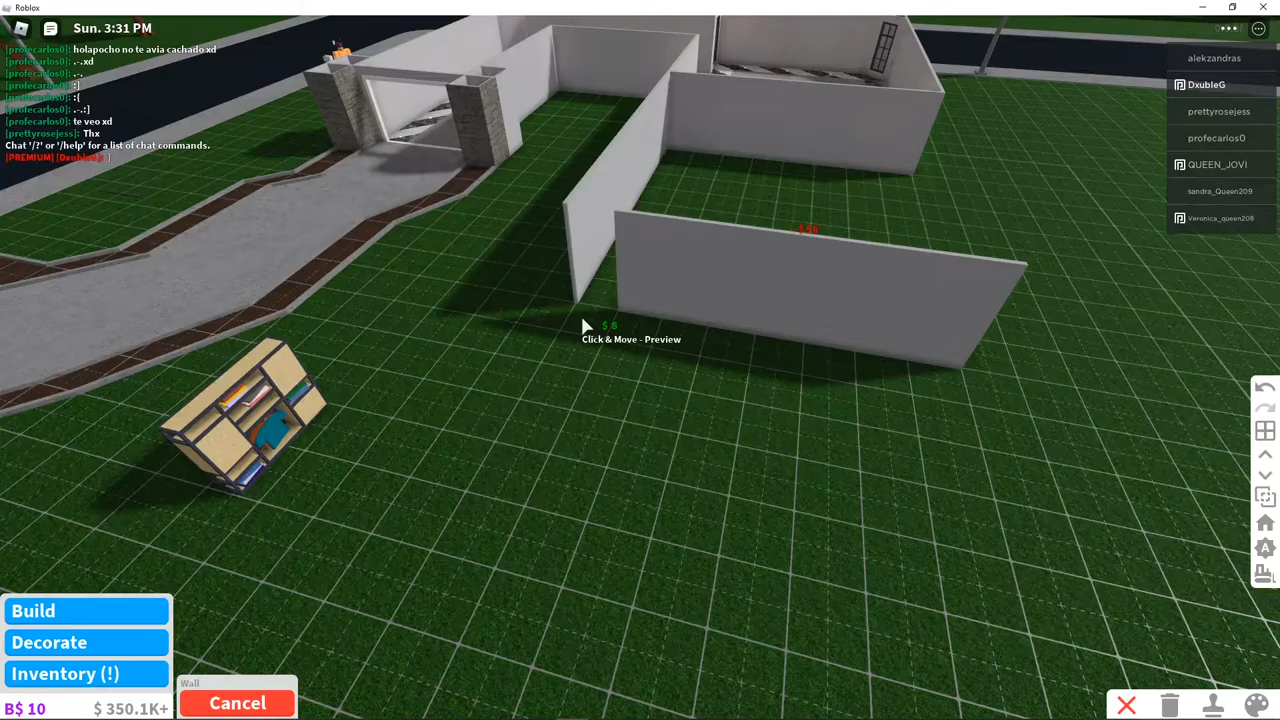 Roblox
Sun. 3:31 PM
[profecarlos0]: holapocho no te avia cachado xd
[profecarlos0]: .-.xd
[profecarlos0]: .-.
[profecarlos0]: :]
[profecarlos0]: :{
[profecarlos0]: .-.:]
[profecarlos0]: te veo xd
[prettyrosejess]: Thx
Chat '/?' or '/help' for a list of chat commands.
alekzandras
DxubleG
prettyrosejess
profecarlos0
QUEEN_JOVI
sandra_Queen209
Veronica_queen208
$ 8
Click & Move - Preview
Build
Decorate
Inventory (!)
B$ 10
$ 350.1K+
Wall
Cancel